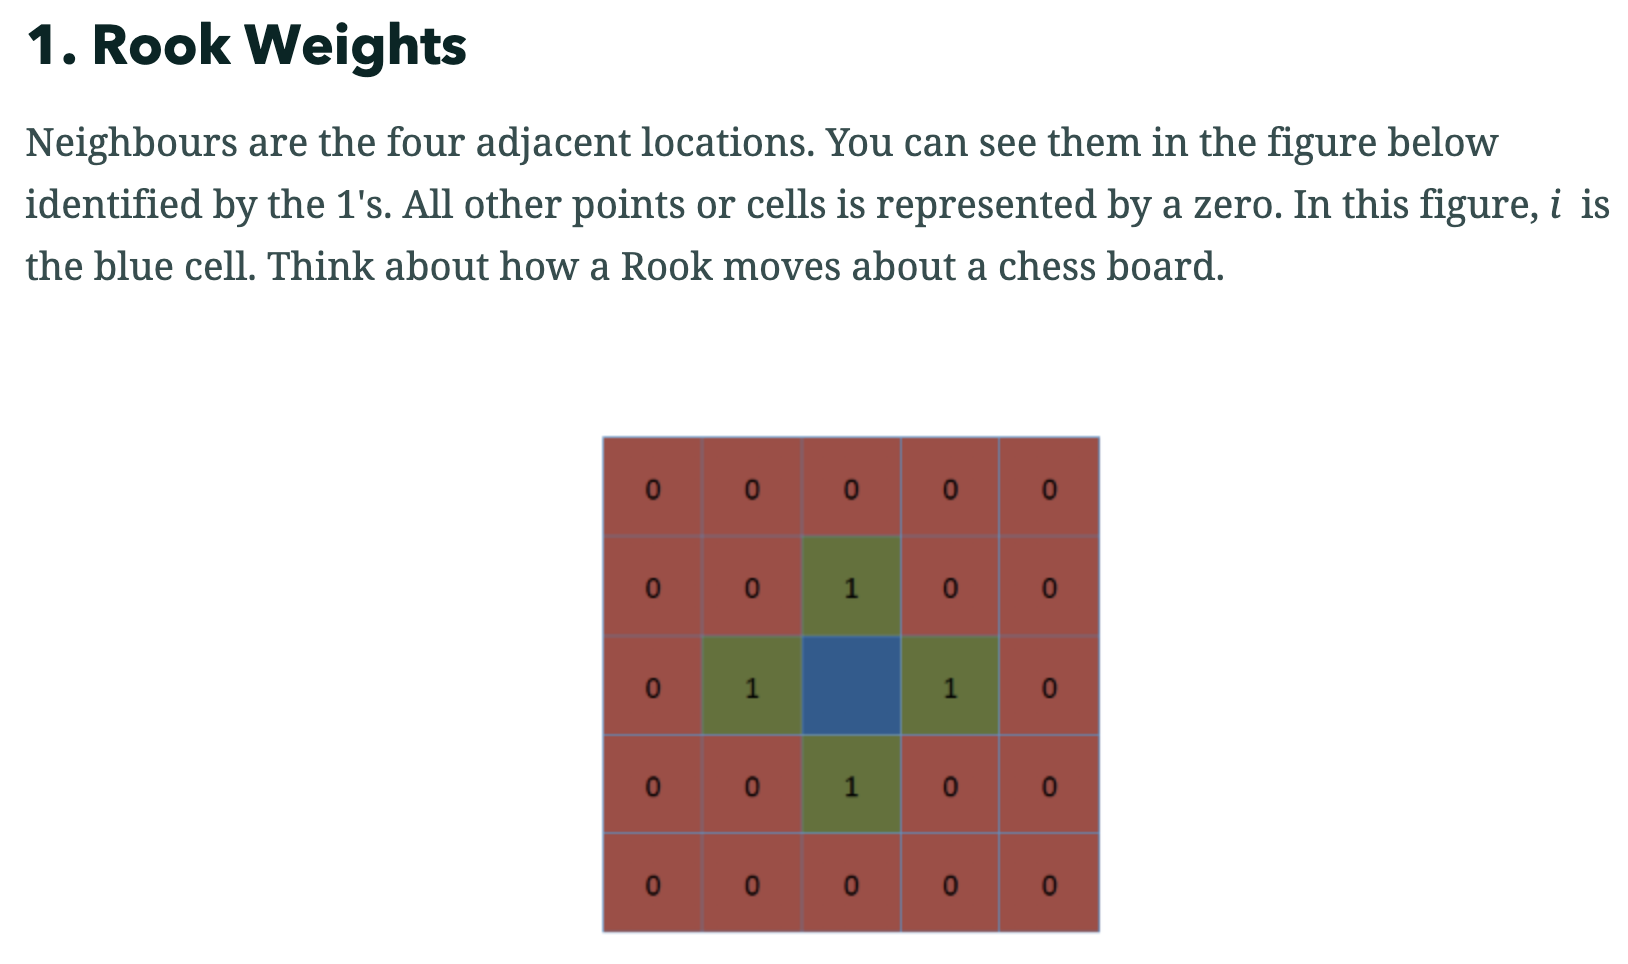 1. Rook Weights
Neighbours are the four adjacent locations. You can see them in the figure below
identified by the 1's. All other points or cells is represented by a zero. In this figure, i is
the blue cell. Think about how a Rook moves about a chess board.
0 0 0 0 0
0 0 1 0 0
0 1 1 0
0 0 1 0 0
0 0 0 0 0